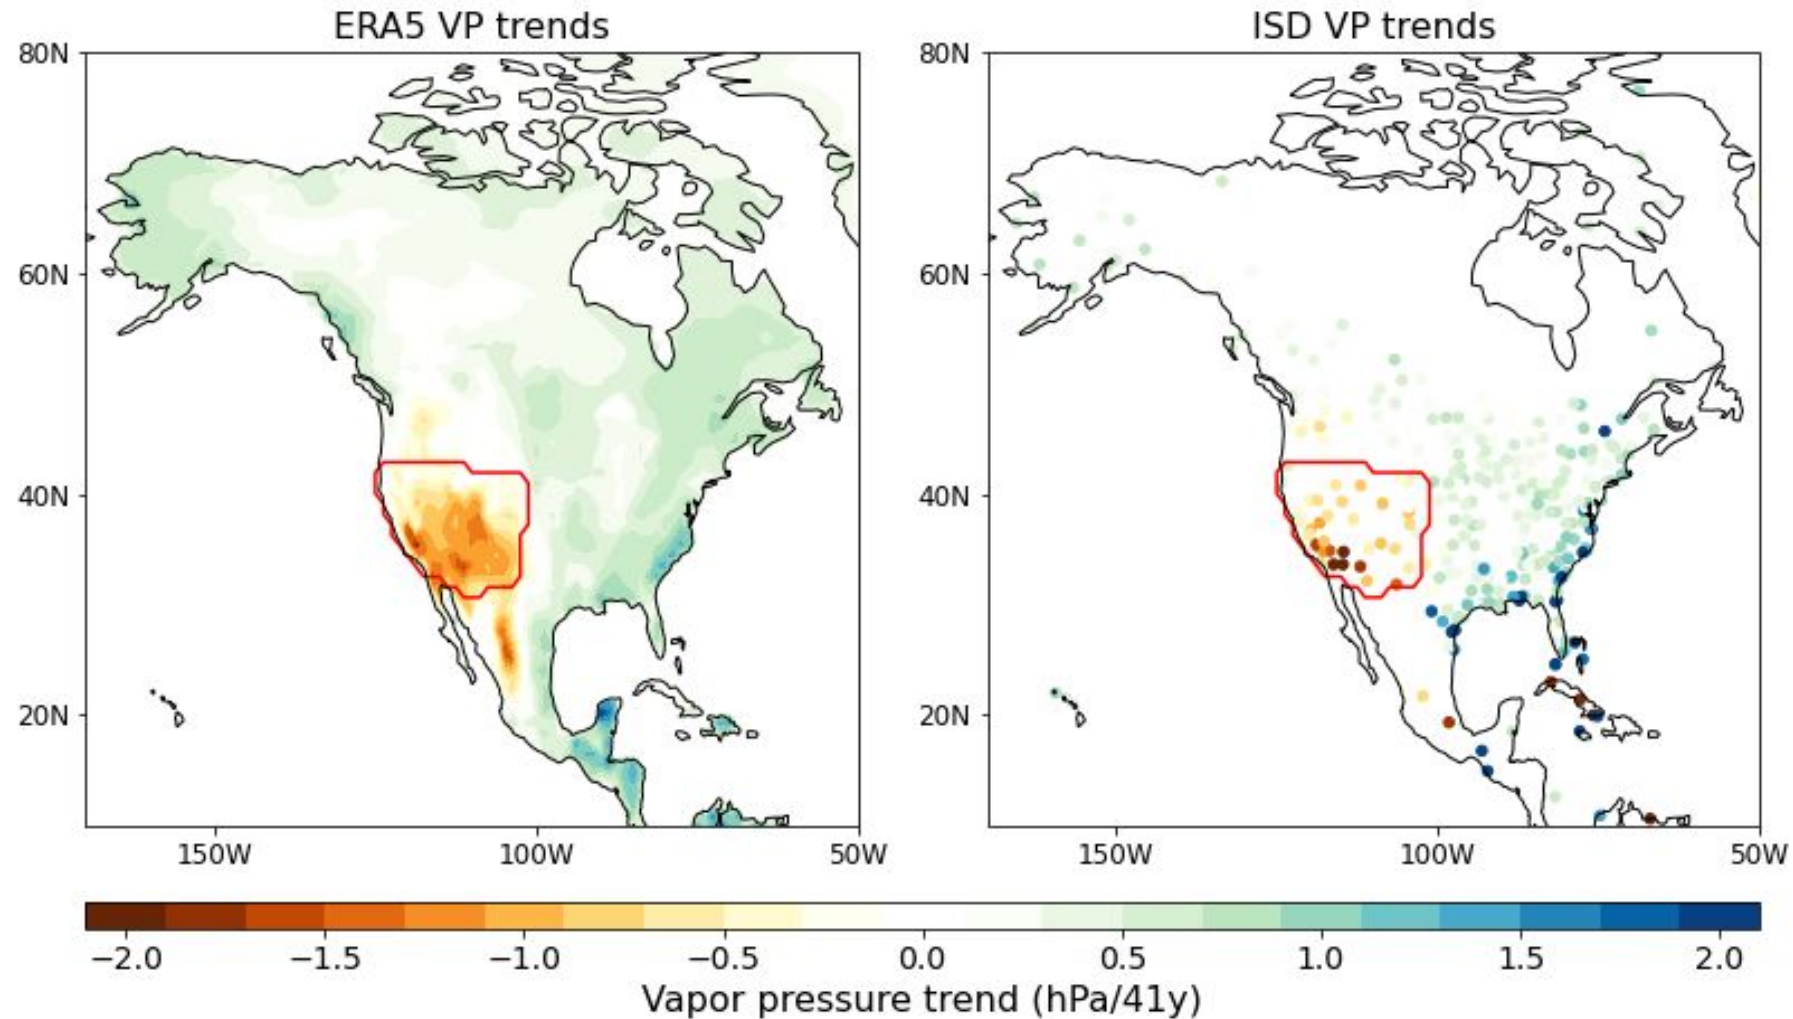 ERA5 VP trends
ISD VP trends
80N
60N
40N
20N
150W
100W
50W
80N
60N
40N
20N
150W
100W
50W
−2.0 −1.5 −1.0 −0.5 0.0 0.5 1.0 1.5 2.0
Vapor pressure trend (hPa/41y)